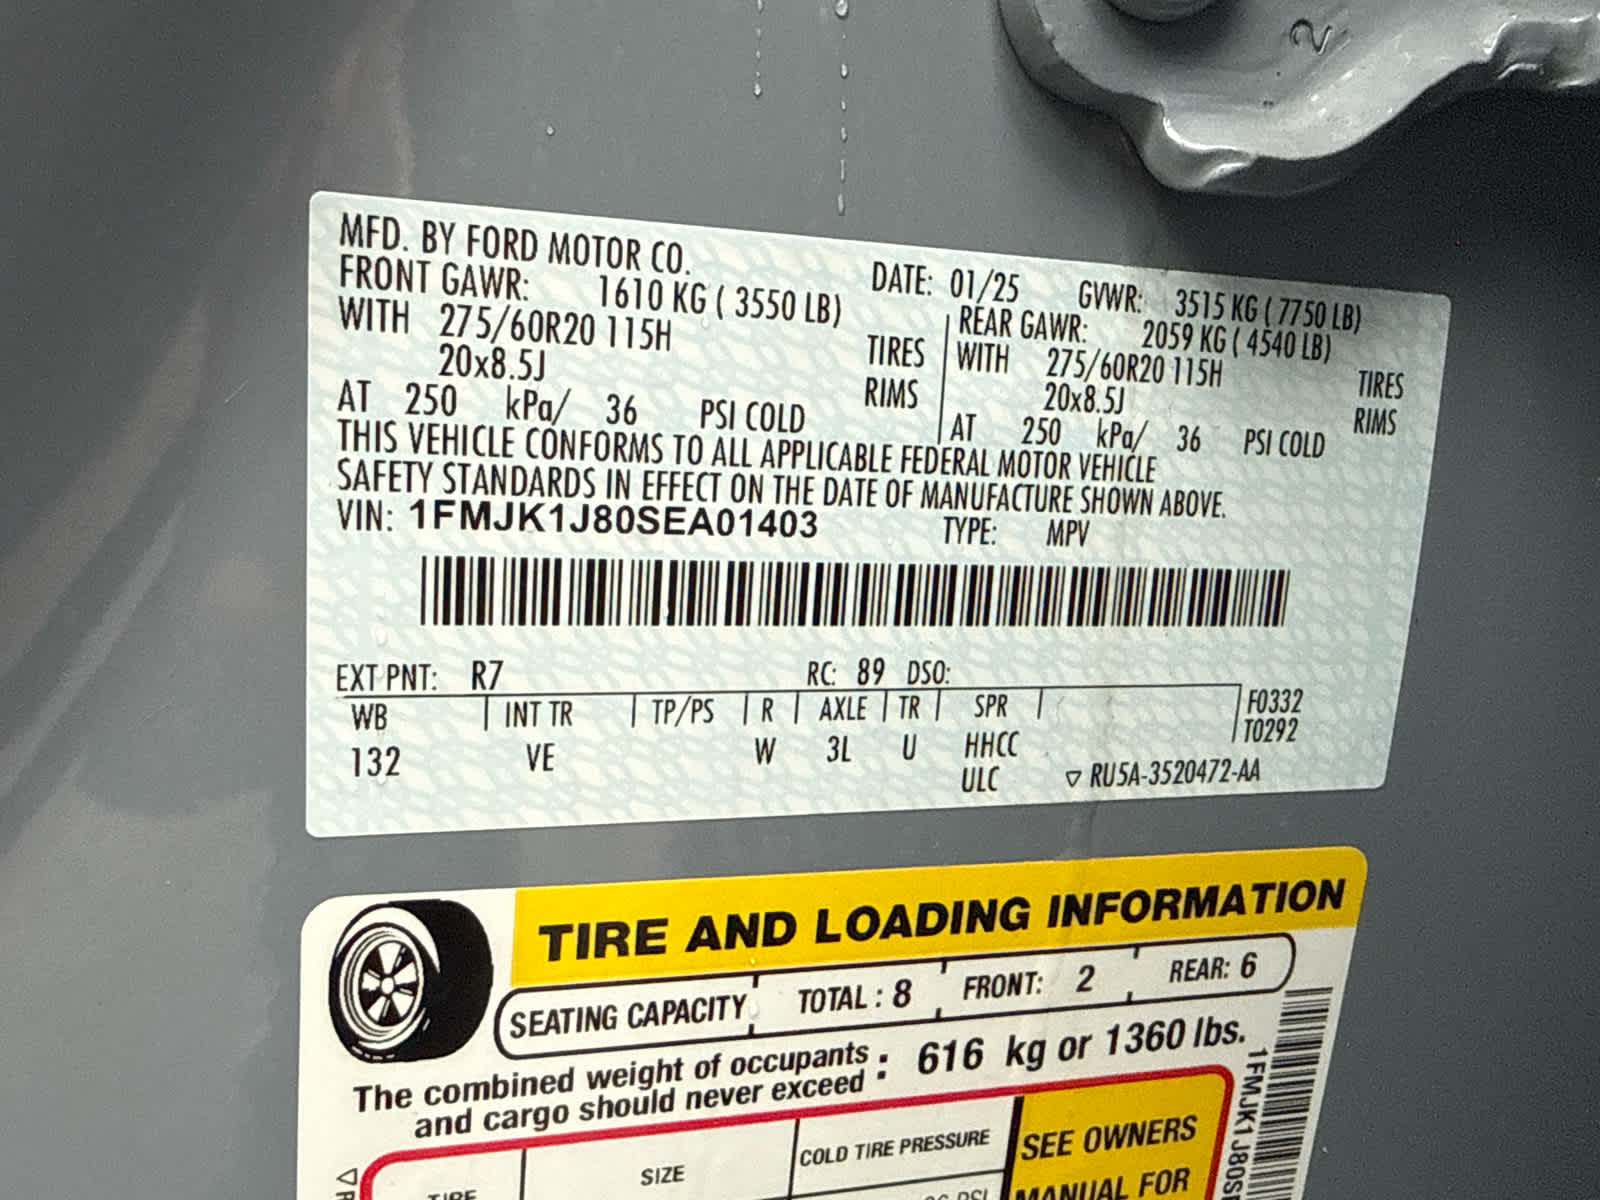 2
MFD. BY FORD MOTOR CO. DATE: 01/25 GVWR: 3515 KG ( 7750 LB)
FRONT GAWR: 1610 KG ( 3550 LB) REAR GAWR: 2059 KG ( 4540 LB)
WITH 275/60R20 115H TIRES WITH 275/60R20 115H TIRES
20x8.5J RIMS 20x8.5J RIMS
AT 250 kPa/ 36 PSI COLD AT 250 kPa/ 36 PSI COLD
THIS VEHICLE CONFORMS TO ALL APPLICABLE FEDERAL MOTOR VEHICLE
SAFETY STANDARDS IN EFFECT ON THE DATE OF MANUFACTURE SHOWN ABOVE.
VIN: 1FMJK1J80SEA01403 TYPE: MPV
EXT PNT: R7 RC: 89 DSO:
WB INT TR TP/PS R AXLE TR SPR F0332
T0292
132 VE W 3L U HHCC
ULC ▽ RU5A-3520472-AA
TIRE AND LOADING INFORMATION
SEATING CAPACITY TOTAL : 8 FRONT: 2 REAR: 6
The combined weight of occupants
and cargo should never exceed : 616 kg or 1360 lbs.
TIRE SIZE COLD TIRE PRESSURE SEE OWNERS
PSI MANUAL FOR
1FMJK1J80S